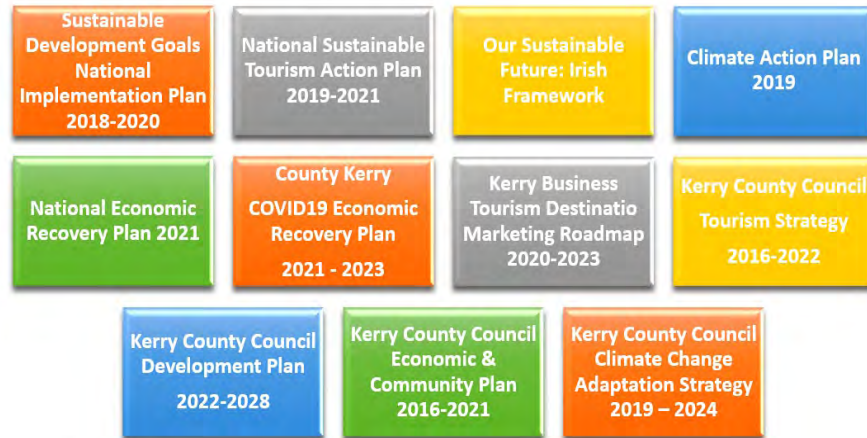 Sustainable
Development Goals
National
Implementation Plan
2018-2020
National Sustainable
Tourism Action Plan
2019-2021
Our Sustainable
Future: Irish
Framework
Climate Action Plan
2019
National Economic
Recovery Plan 2021
County Kerry
COVID19 Economic
Recovery Plan
2021 - 2023
Kerry Business
Tourism Destinatio
Marketing Roadmap
2020-2023
Kerry County Council
Tourism Strategy
2016-2022
Kerry County Council
Development Plan
2022-2028
Kerry County Council
Economic &
Community Plan
2016-2021
Kerry County Council
Climate Change
Adaptation Strategy
2019 – 2024